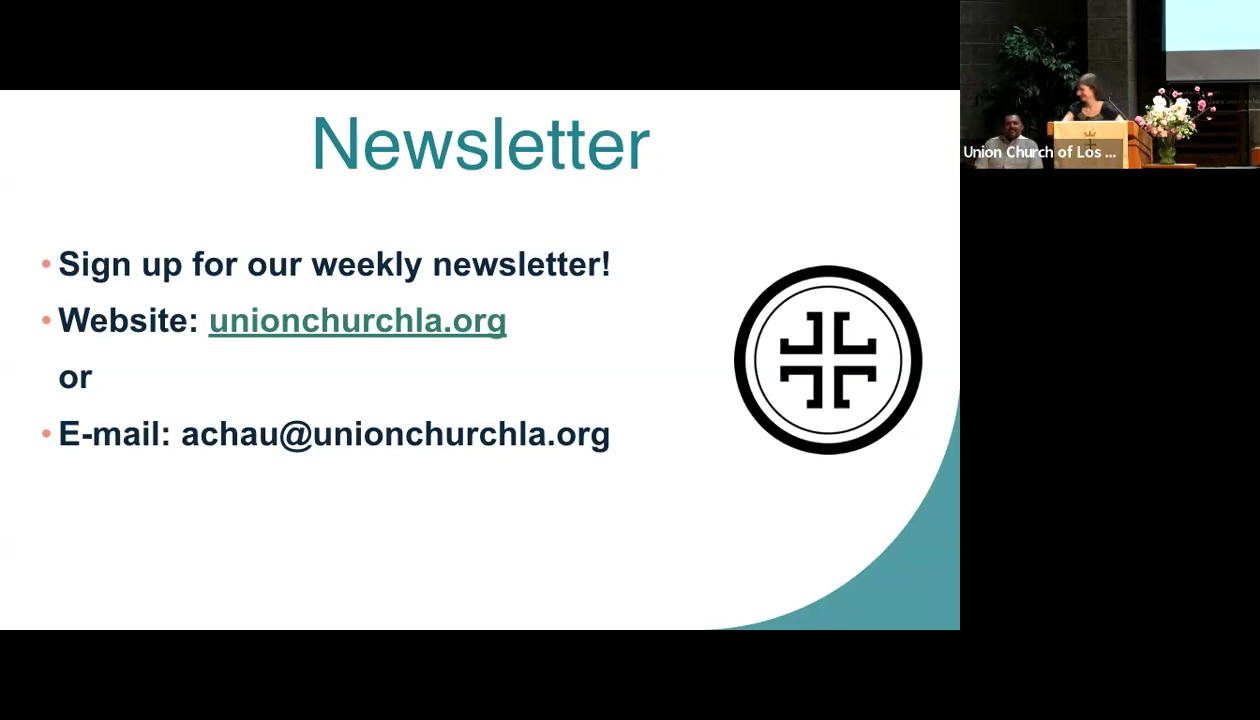 Newsletter
• Sign up for our weekly newsletter!
• Website: unionchurchla.org
or
• E-mail: achau@unionchurchla.org
Union Church of Los ...